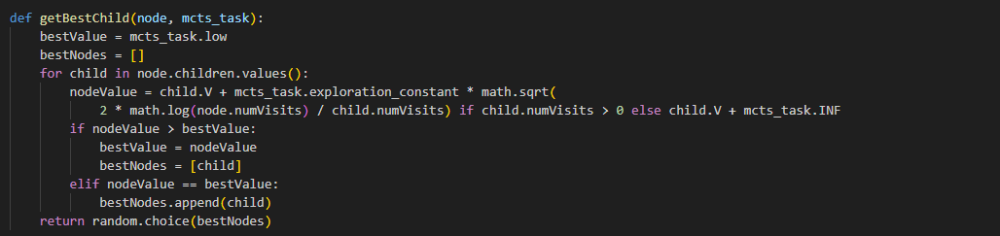 def getBestChild(node, mcts_task):
    bestValue = mcts_task.low
    bestNodes = []
    for child in node.children.values():
        nodeValue = child.V + mcts_task.exploration_constant * math.sqrt(
            2 * math.log(node.numVisits) / child.numVisits) if child.numVisits > 0 else child.V + mcts_task.INF
        if nodeValue > bestValue:
            bestValue = nodeValue
            bestNodes = [child]
        elif nodeValue == bestValue:
            bestNodes.append(child)
    return random.choice(bestNodes)